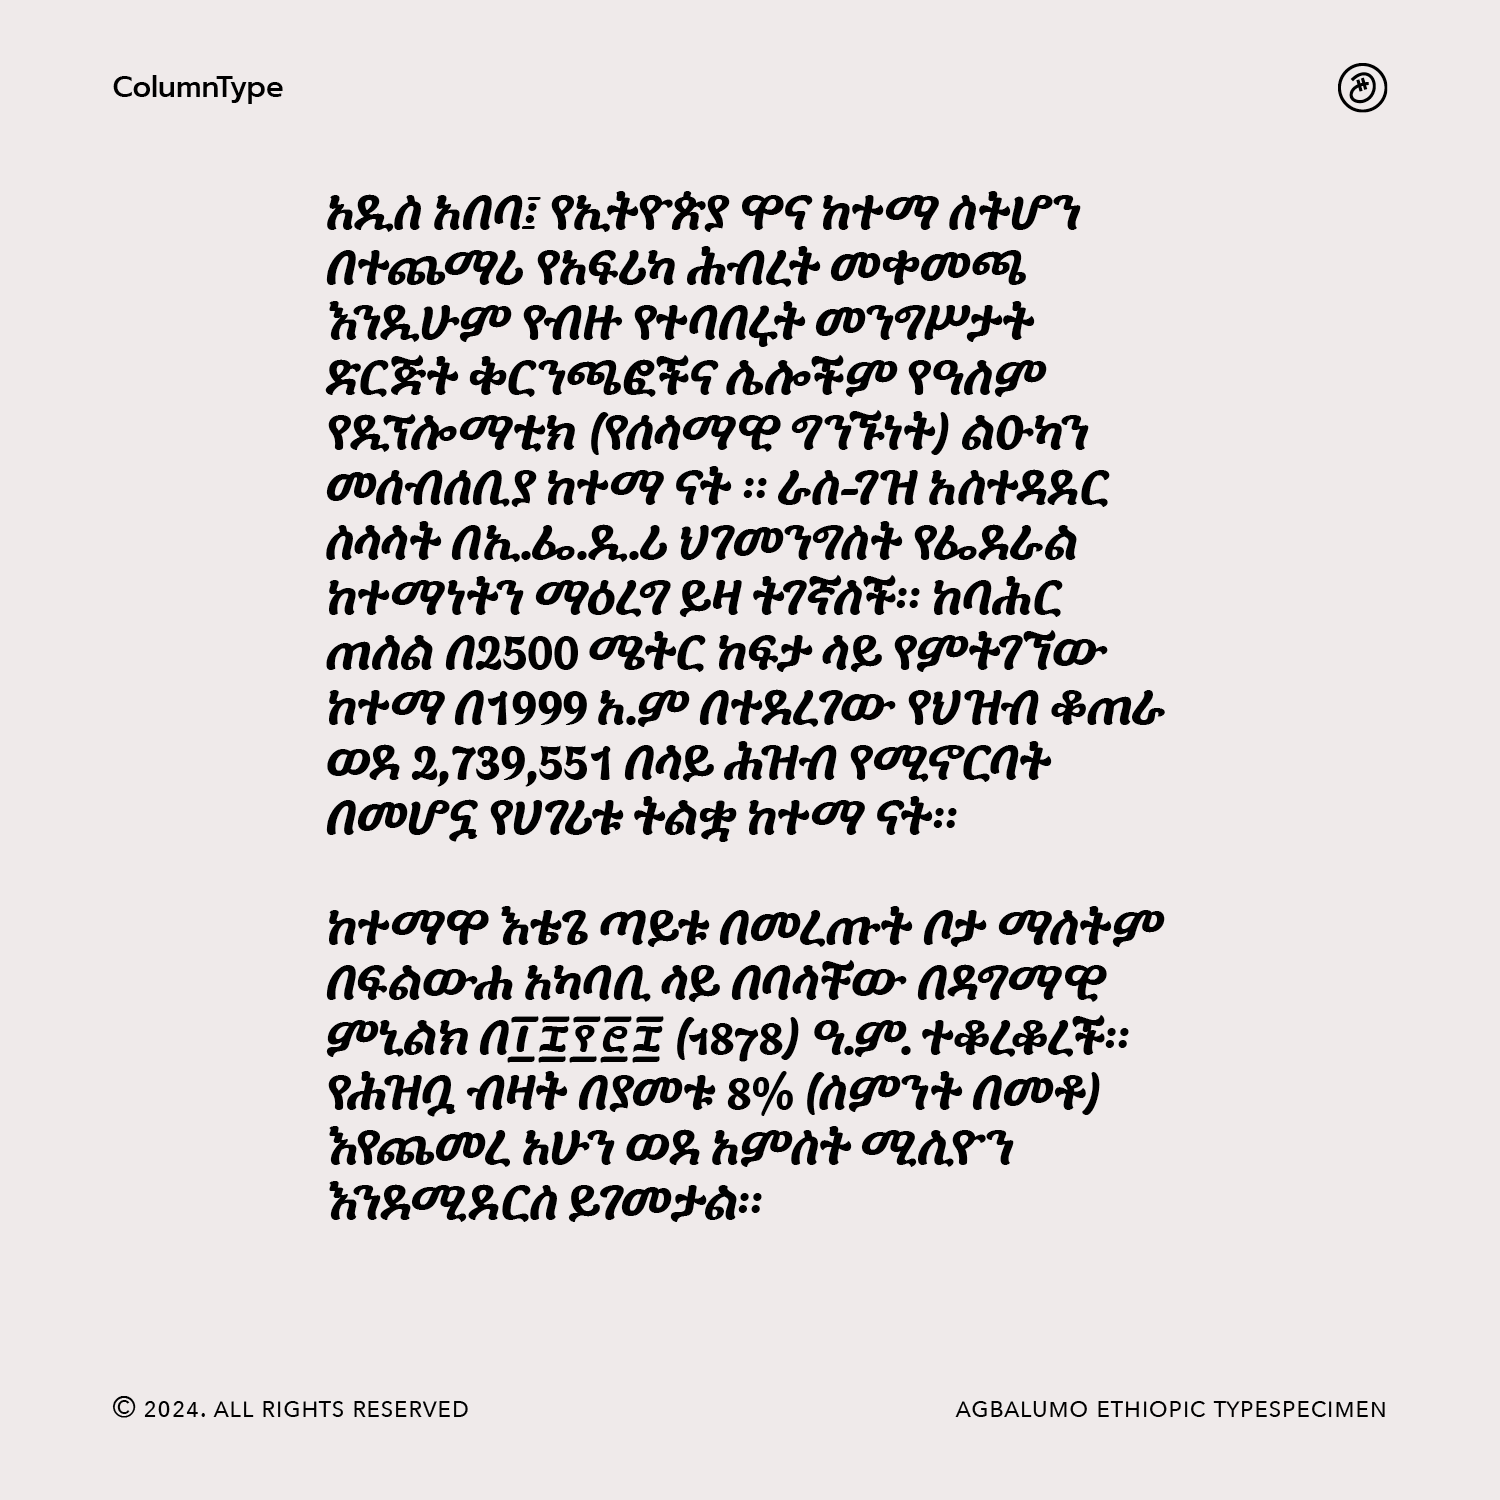 ColumnType
አዲስ አበባ፤ የኢትዮጵያ ዋና ከተማ ስትሆን
በተጨማሪ የአፍሪካ ሕብረት መቀመጫ
እንዲሁም የብዙ የተባበሩት መንግሥታት
ድርጅት ቅርንጫፎችና ሴሎችም የዓለም
የዲፕሎማቲክ (የሰላማዊ ግንኙነት) ልዑካን
መሰብሰቢያ ከተማ ናት ። ራስ-ገዝ አስተዳደር
ስላላት በኢ.ፌ.ዲ.ሪ ህገመንግስት የፌደራል
ከተማነትን ማዕረግ ይዛ ትገኛለች። ከባሕር
ጠለል በ2500 ሜትር ከፍታ ላይ የምትገኘው
ከተማ በ1999 አ.ም በተደረገው የህዝብ ቆጠራ
ወደ 2,739,551 በላይ ሕዝብ የሚኖርባት
በመሆኗ የሀገሪቱ ትልቋ ከተማ ናት።
ከተማዋ እቴጌ ጣይቱ በመረጡት ቦታ ማለትም
በፍልውሐ አካባቢ ላይ በባላቸው በዳግማዊ
ምኒልክ በ፲፰፻፸፰ (1878) ዓ.ም. ተቆረቆረች።
የሕዝቧ ብዛት በያመቱ 8% (ስምንት በመቶ)
እየጨመረ አሁን ወደ አምስት ሚሊዮን
እንደሚደርስ ይገመታል።
© 2024. ALL RIGHTS RESERVED
AGBALUMO ETHIOPIC TYPESPECIMEN